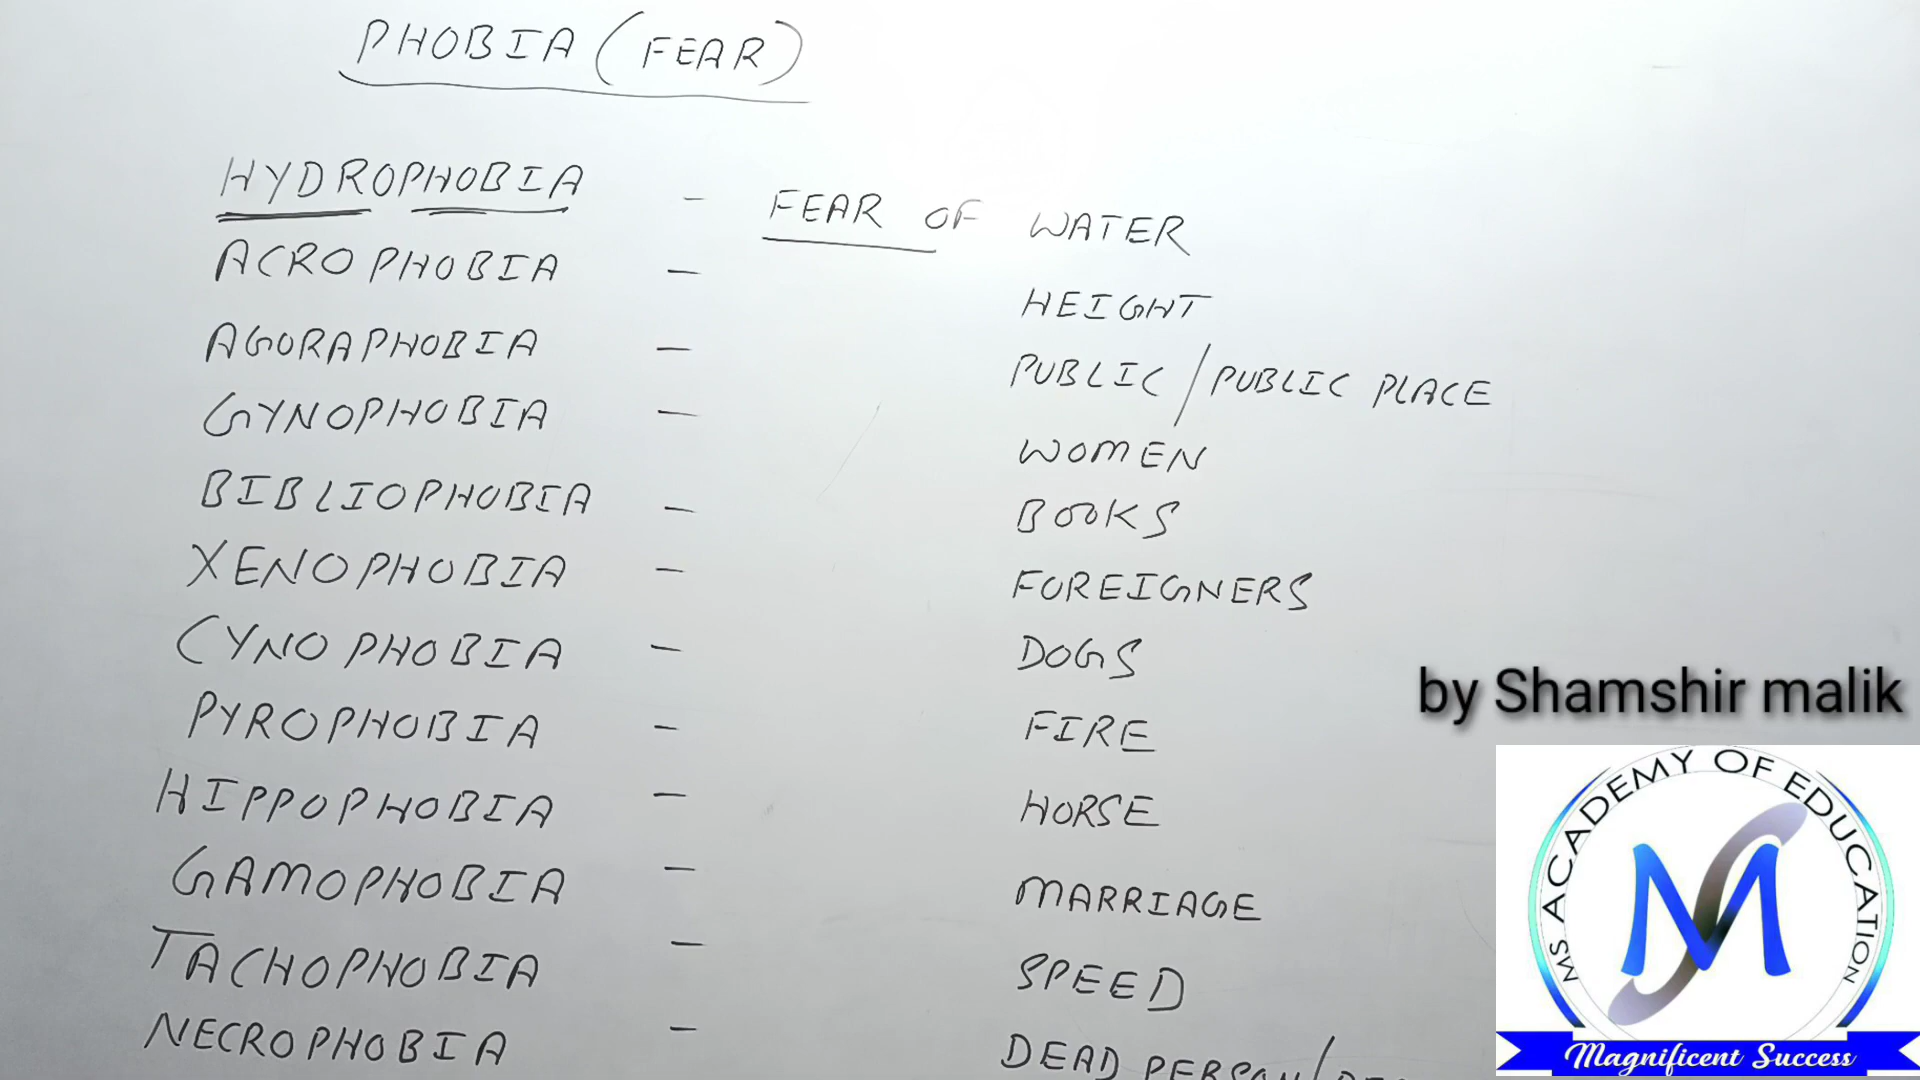 PHOBIA (FEAR)
HYDROPHOBIA - FEAR OF WATER
ACROPHOBIA - HEIGHT
AGORAPHOBIA - PUBLIC / PUBLIC PLACE
GYNOPHOBIA - WOMEN
BIBLIOPHOBIA - BOOKS
XENOPHOBIA - FOREIGNERS
CYNOPHOBIA - DOGS
PYROPHOBIA - FIRE
HIPPOPHOBIA - HORSE
GAMOPHOBIA - MARRIAGE
TACHOPHOBIA - SPEED
NECROPHOBIA - DEAD PERSON/
by Shamshir malik
MS ACADEMY OF EDUCATION
MS
Magnificent Success